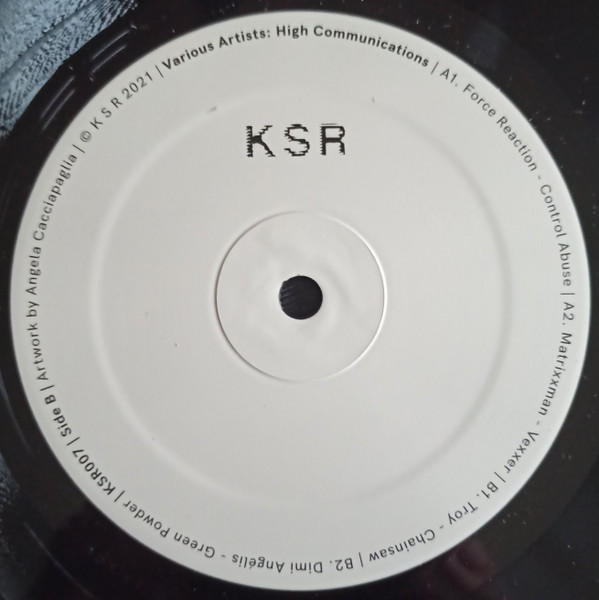 KSR
© K S R 2021 | Various Artists: High Communications | A1. Force Reaction - Control Abuse | A2. Matrixxman - Vexxer | B1. Troy - Chainsaw | B2. Dimi Angélis - Green Powder | KSR007 | Side B | Artwork by Angela Cacciapaglia |